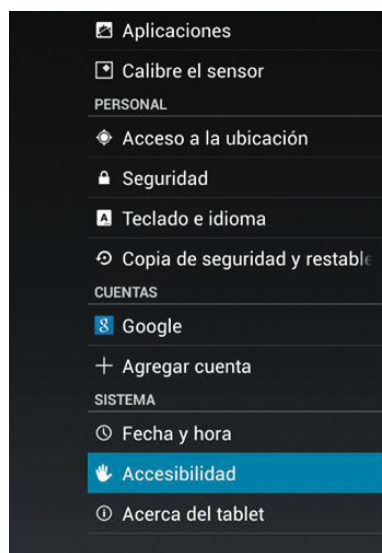 Aplicaciones
Calibre el sensor
PERSONAL
Acceso a la ubicación
Seguridad
Teclado e idioma
Copia de seguridad y restable
CUENTAS
Google
Agregar cuenta
SISTEMA
Fecha y hora
Accesibilidad
Acerca del tablet